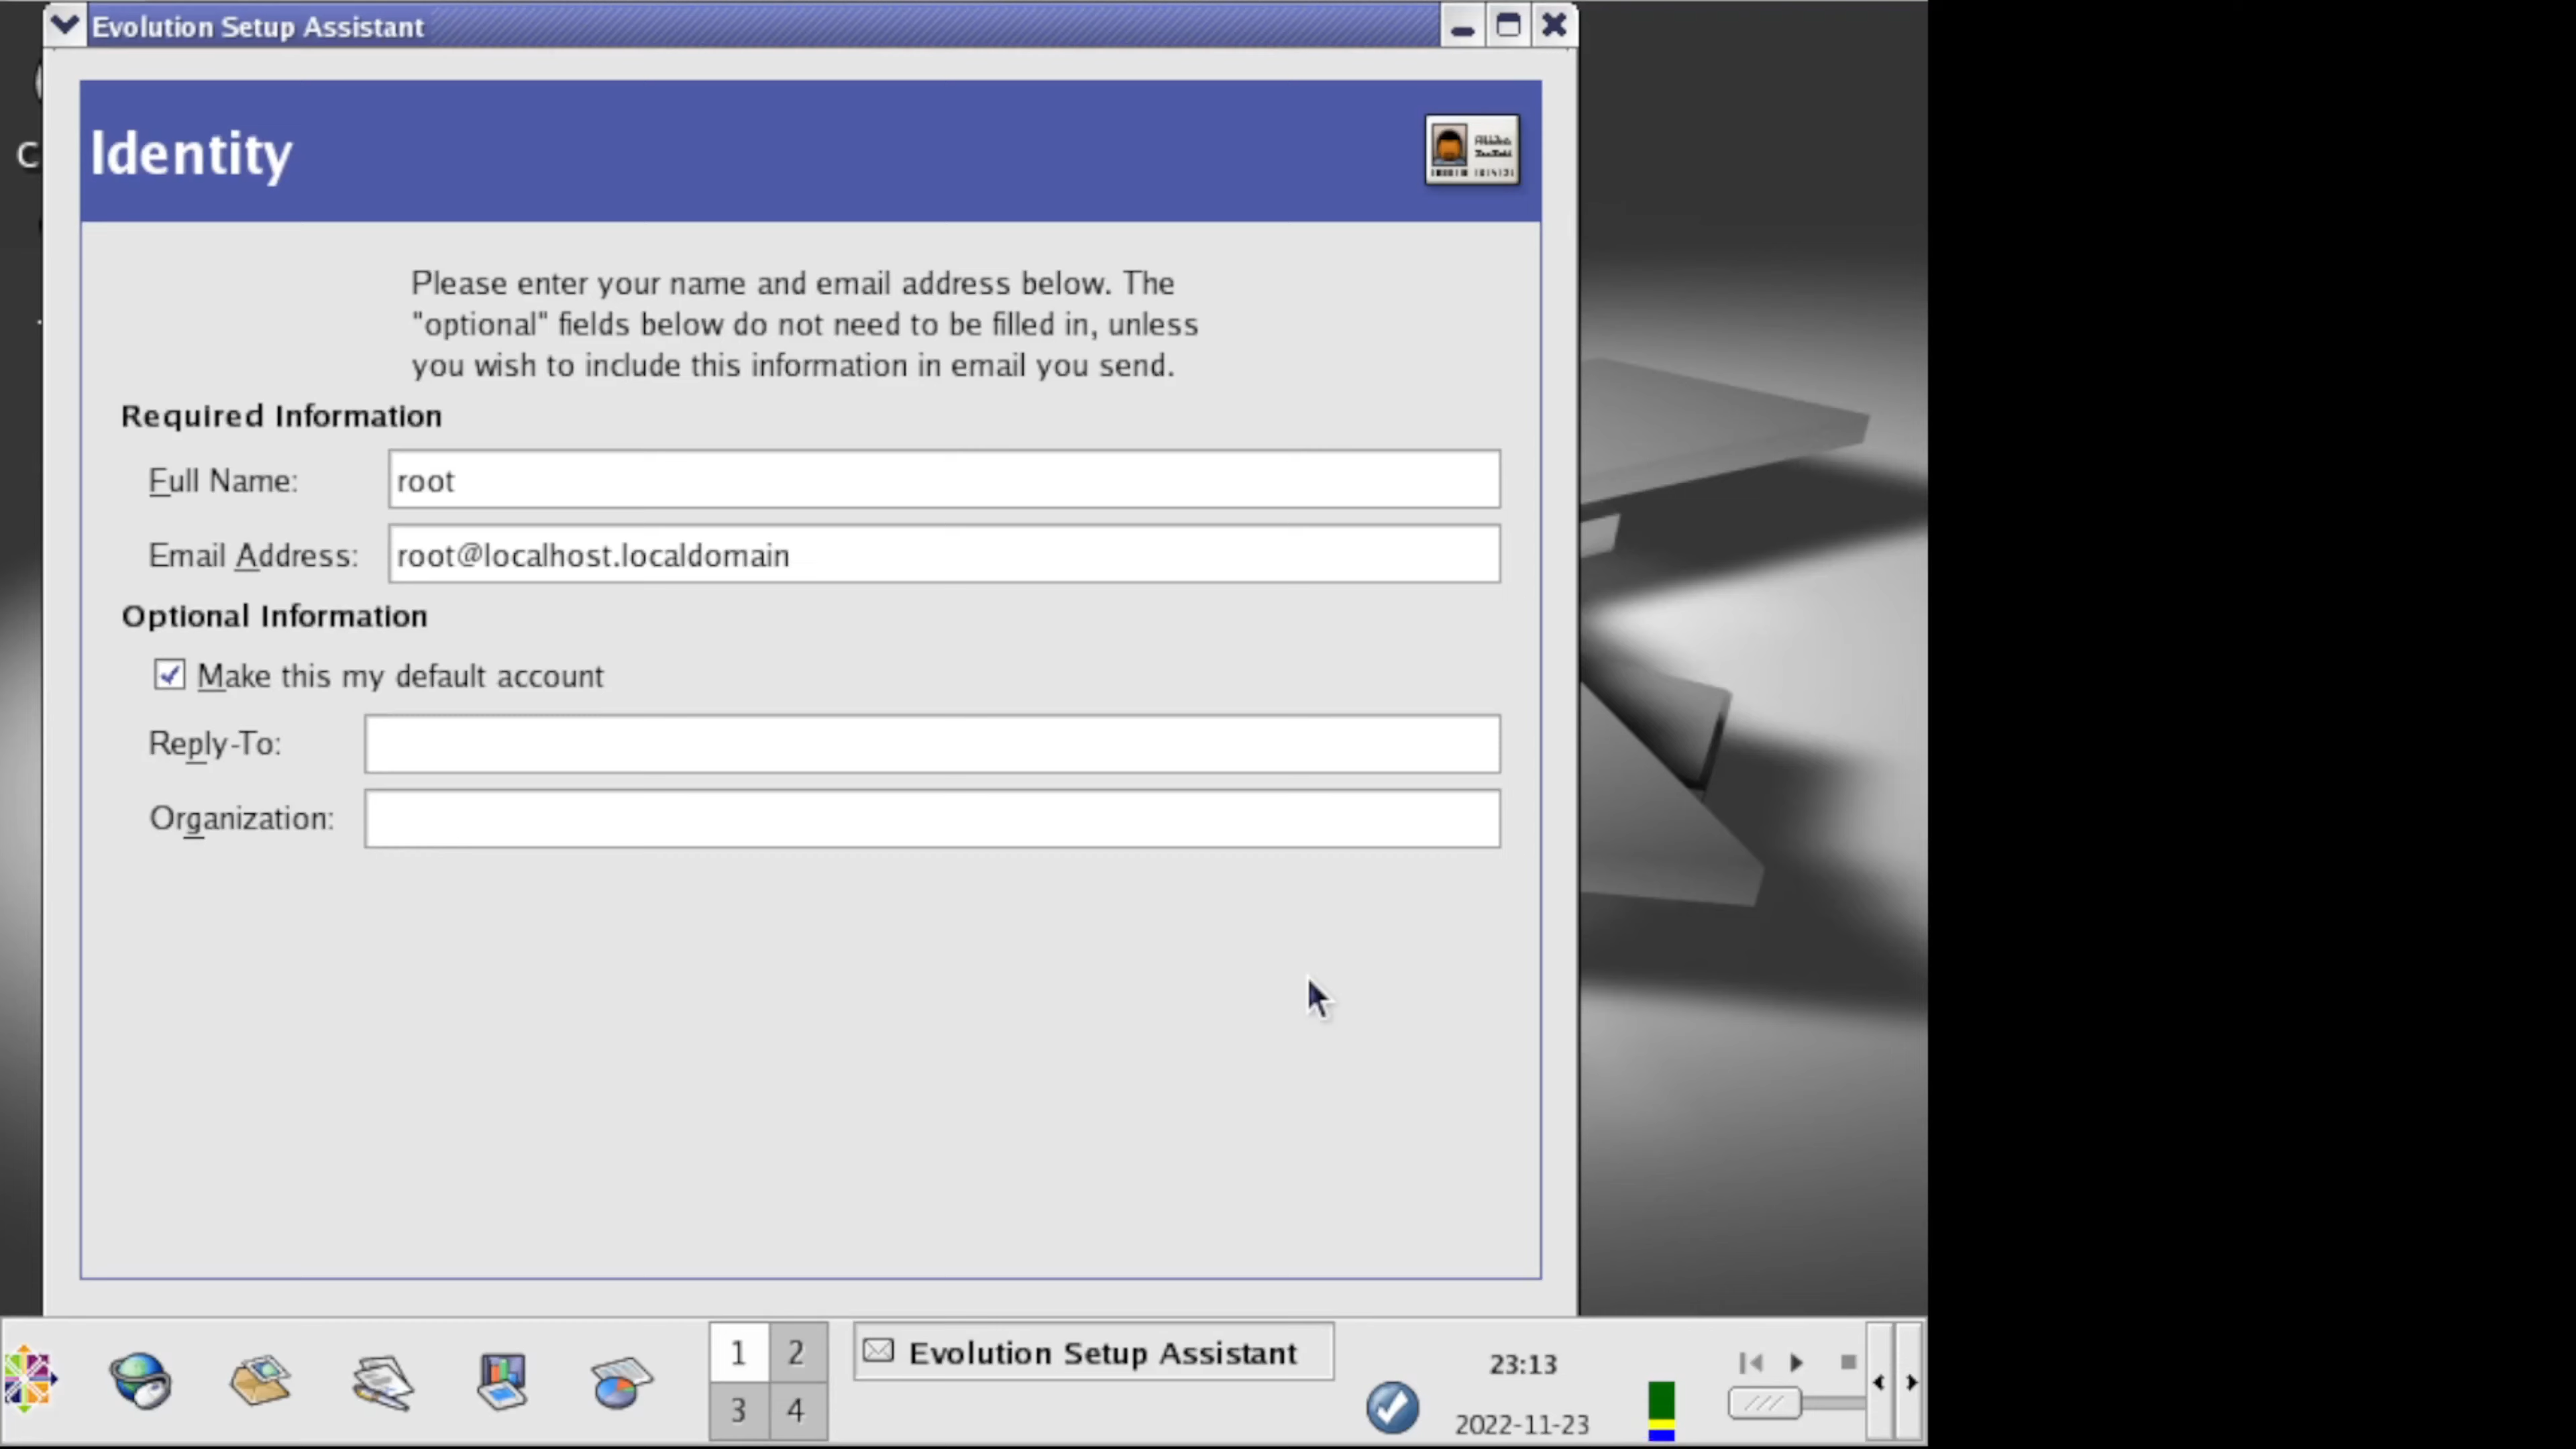 Evolution Setup Assistant
Identity
Please enter your name and email address below. The
"optional" fields below do not need to be filled in, unless
you wish to include this information in email you send.
Required Information
Full Name: root
Email Address: root@localhost.localdomain
Optional Information
Make this my default account
Reply-To:
Organization:
C
1 2
3 4
Evolution Setup Assistant
23:13
2022-11-23